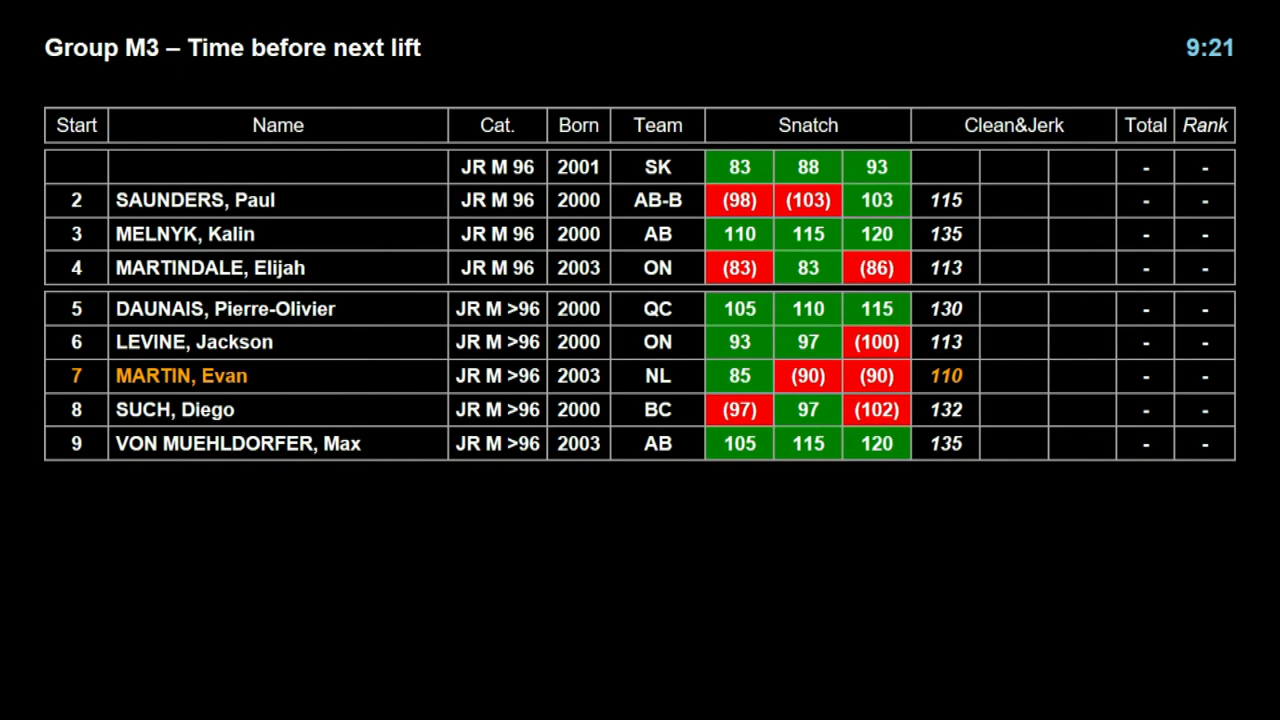 Group M3 – Time before next lift 9:21
Start Name Cat. Born Team Snatch Clean&Jerk Total Rank
JR M 96 2001 SK 83 88 93 - -
2 SAUNDERS, Paul JR M 96 2000 AB-B (98) (103) 103 115 - -
3 MELNYK, Kalin JR M 96 2000 AB 110 115 120 135 - -
4 MARTINDALE, Elijah JR M 96 2003 ON (83) 83 (86) 113 - -
5 DAUNAIS, Pierre-Olivier JR M >96 2000 QC 105 110 115 130 - -
6 LEVINE, Jackson JR M >96 2000 ON 93 97 (100) 113 - -
7 MARTIN, Evan JR M >96 2003 NL 85 (90) (90) 110 - -
8 SUCH, Diego JR M >96 2000 BC (97) 97 (102) 132 - -
9 VON MUEHLDORFER, Max JR M >96 2003 AB 105 115 120 135 - -